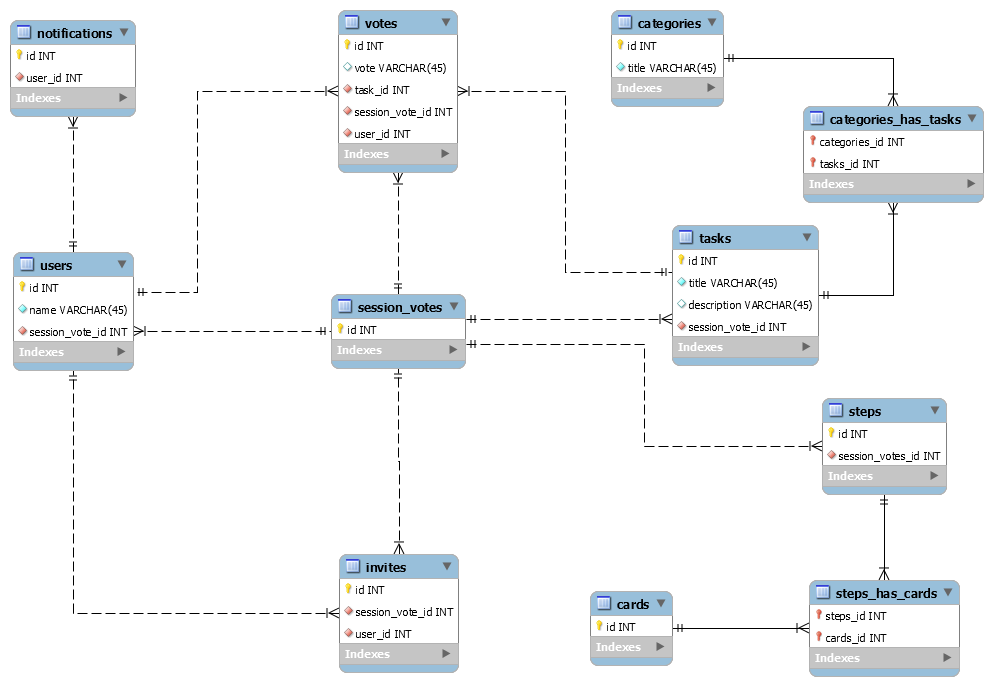 notifications
id INT
user_id INT
Indexes
votes
id INT
vote VARCHAR(45)
task_id INT
session_vote_id INT
user_id INT
Indexes
categories
id INT
title VARCHAR(45)
Indexes
categories_has_tasks
categories_id INT
tasks_id INT
Indexes
users
id INT
name VARCHAR(45)
session_vote_id INT
Indexes
session_votes
id INT
Indexes
tasks
id INT
title VARCHAR(45)
description VARCHAR(45)
session_vote_id INT
Indexes
steps
id INT
session_votes_id INT
Indexes
invites
id INT
session_vote_id INT
user_id INT
Indexes
cards
id INT
Indexes
steps_has_cards
steps_id INT
cards_id INT
Indexes